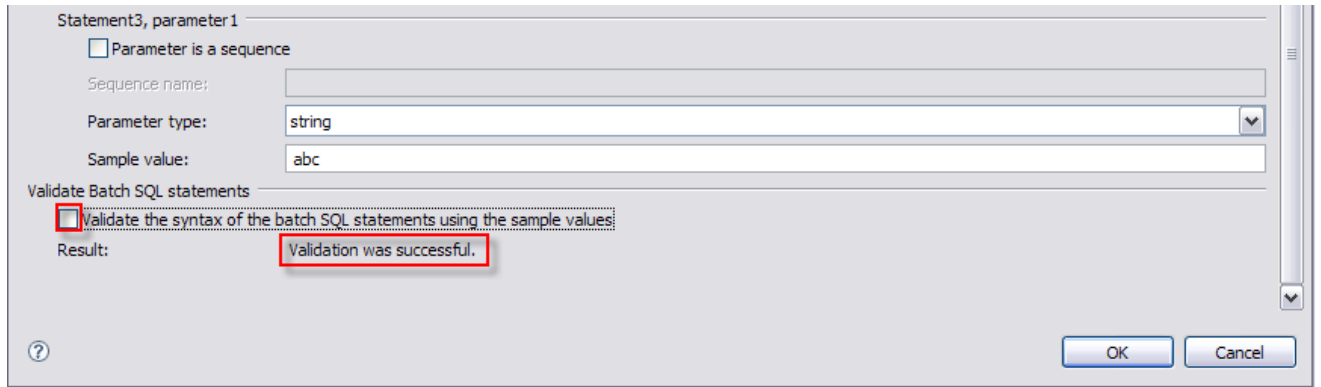 Statement3, parameter1
Parameter is a sequence
Sequence name:
Parameter type: string
Sample value: abc
Validate Batch SQL statements
Validate the syntax of the batch SQL statements using the sample values
Result: Validation was successful.
? OK Cancel